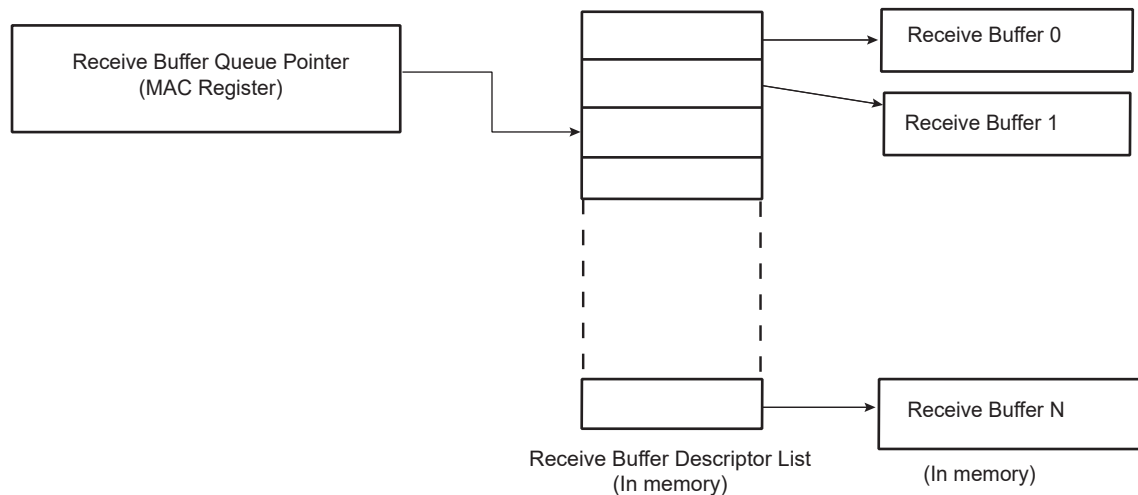 Receive Buffer Queue Pointer
(MAC Register)
Receive Buffer 0
Receive Buffer 1
Receive Buffer N
Receive Buffer Descriptor List
(In memory)
(In memory)